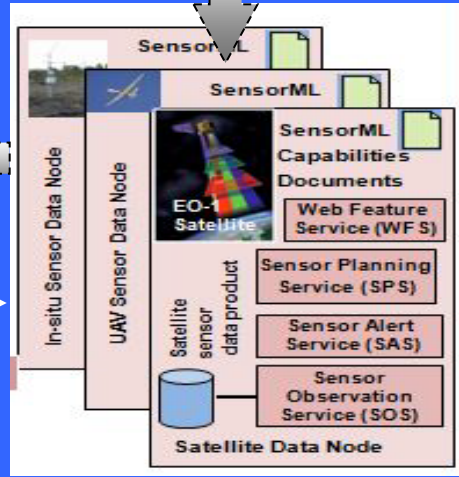 SensorML
SensorML
SensorML
Capabilities
Documents
EO-1
Satellite
Web Feature
Service (WFS)
Sensor Planning
Service (SPS)
Sensor Alert
Service (SAS)
Sensor
Observation
Service (SOS)
Satellite
sensor
data product
Satellite Data Node
UAV Sensor Data Node
In-situ Sensor Data Node